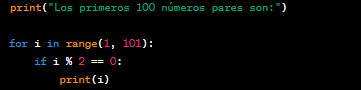 print("Los primeros 100 números pares son:")
for i in range(1, 101):
    if i % 2 == 0:
        print(i)